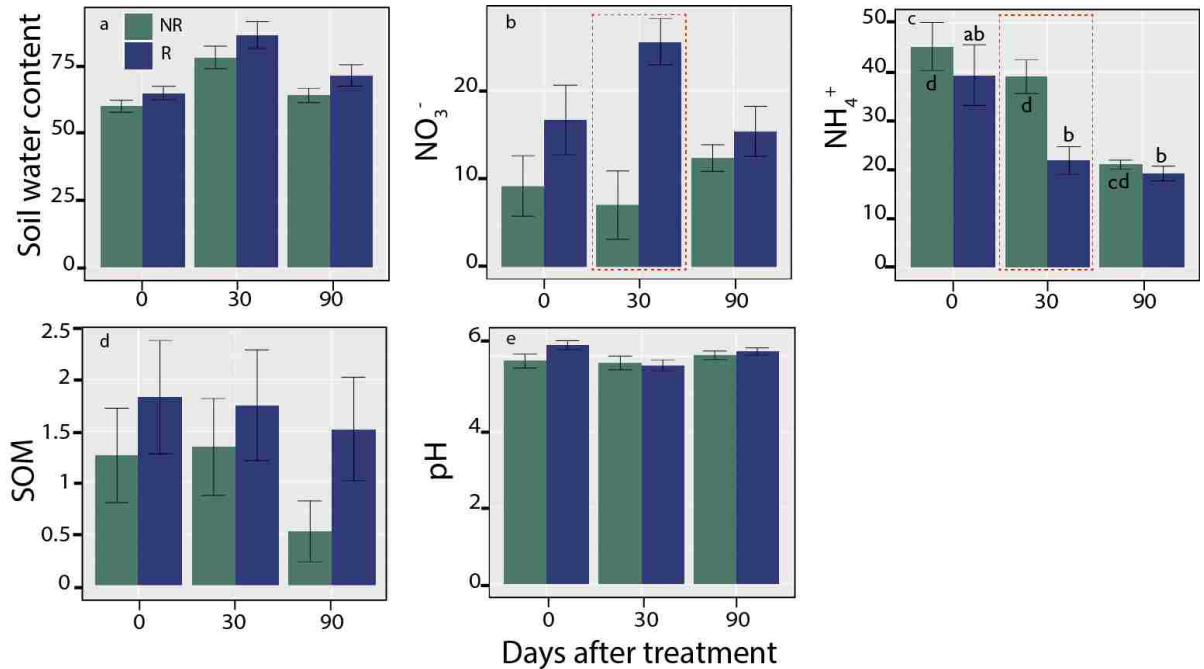 a
NR
R
Soil water content
75
50
25
0
0 30 90
b
NO₃⁻
20
10
0
0 30 90
c
NH₄⁺
50
40
30
20
10
0
d ab d b cd b
0 30 90
d
SOM
2.5
2
1.5
1
0.5
0
0 30 90
e
pH
6
4
2
0
0 30 90
Days after treatment